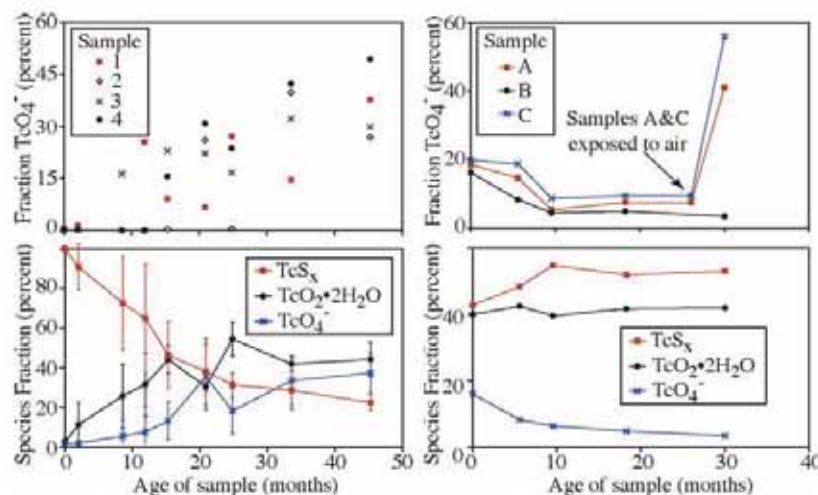 Fraction TcO4⁻ (percent)
60
45
30
15
0
Sample
1
2
3
4
Fraction TcO4⁻ (percent)
60
40
20
0
Sample
A
B
C
Samples A&C
exposed to air
Species Fraction (percent)
80
60
40
20
0
TcSx
TcO2•2H2O
TcO4⁻
0 10 20 30 40 50
Age of sample (months)
Species Fraction (percent)
60
40
20
0
TcSx
TcO2•2H2O
TcO4⁻
0 10 20 30 40
Age of sample (months)